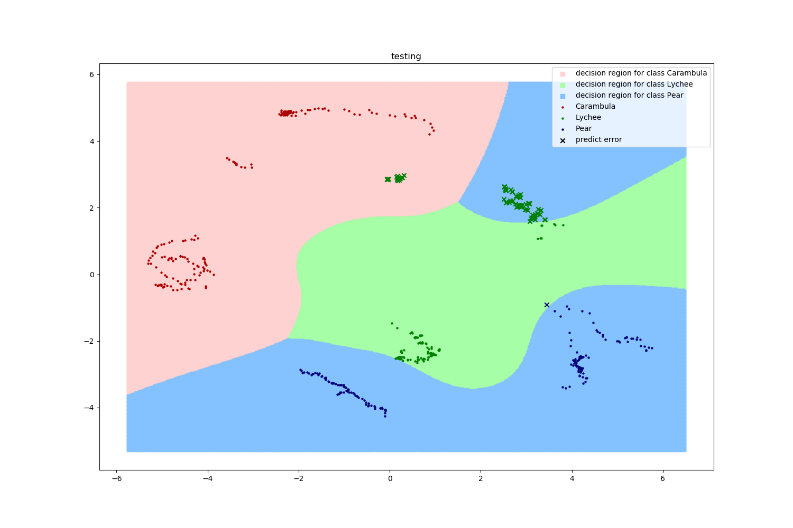 testing
decision region for class Carambula
decision region for class Lychee
decision region for class Pear
Carambula
Lychee
Pear
predict error
6
4
2
0
−2
−4
−6
−4
−2
0
2
4
6